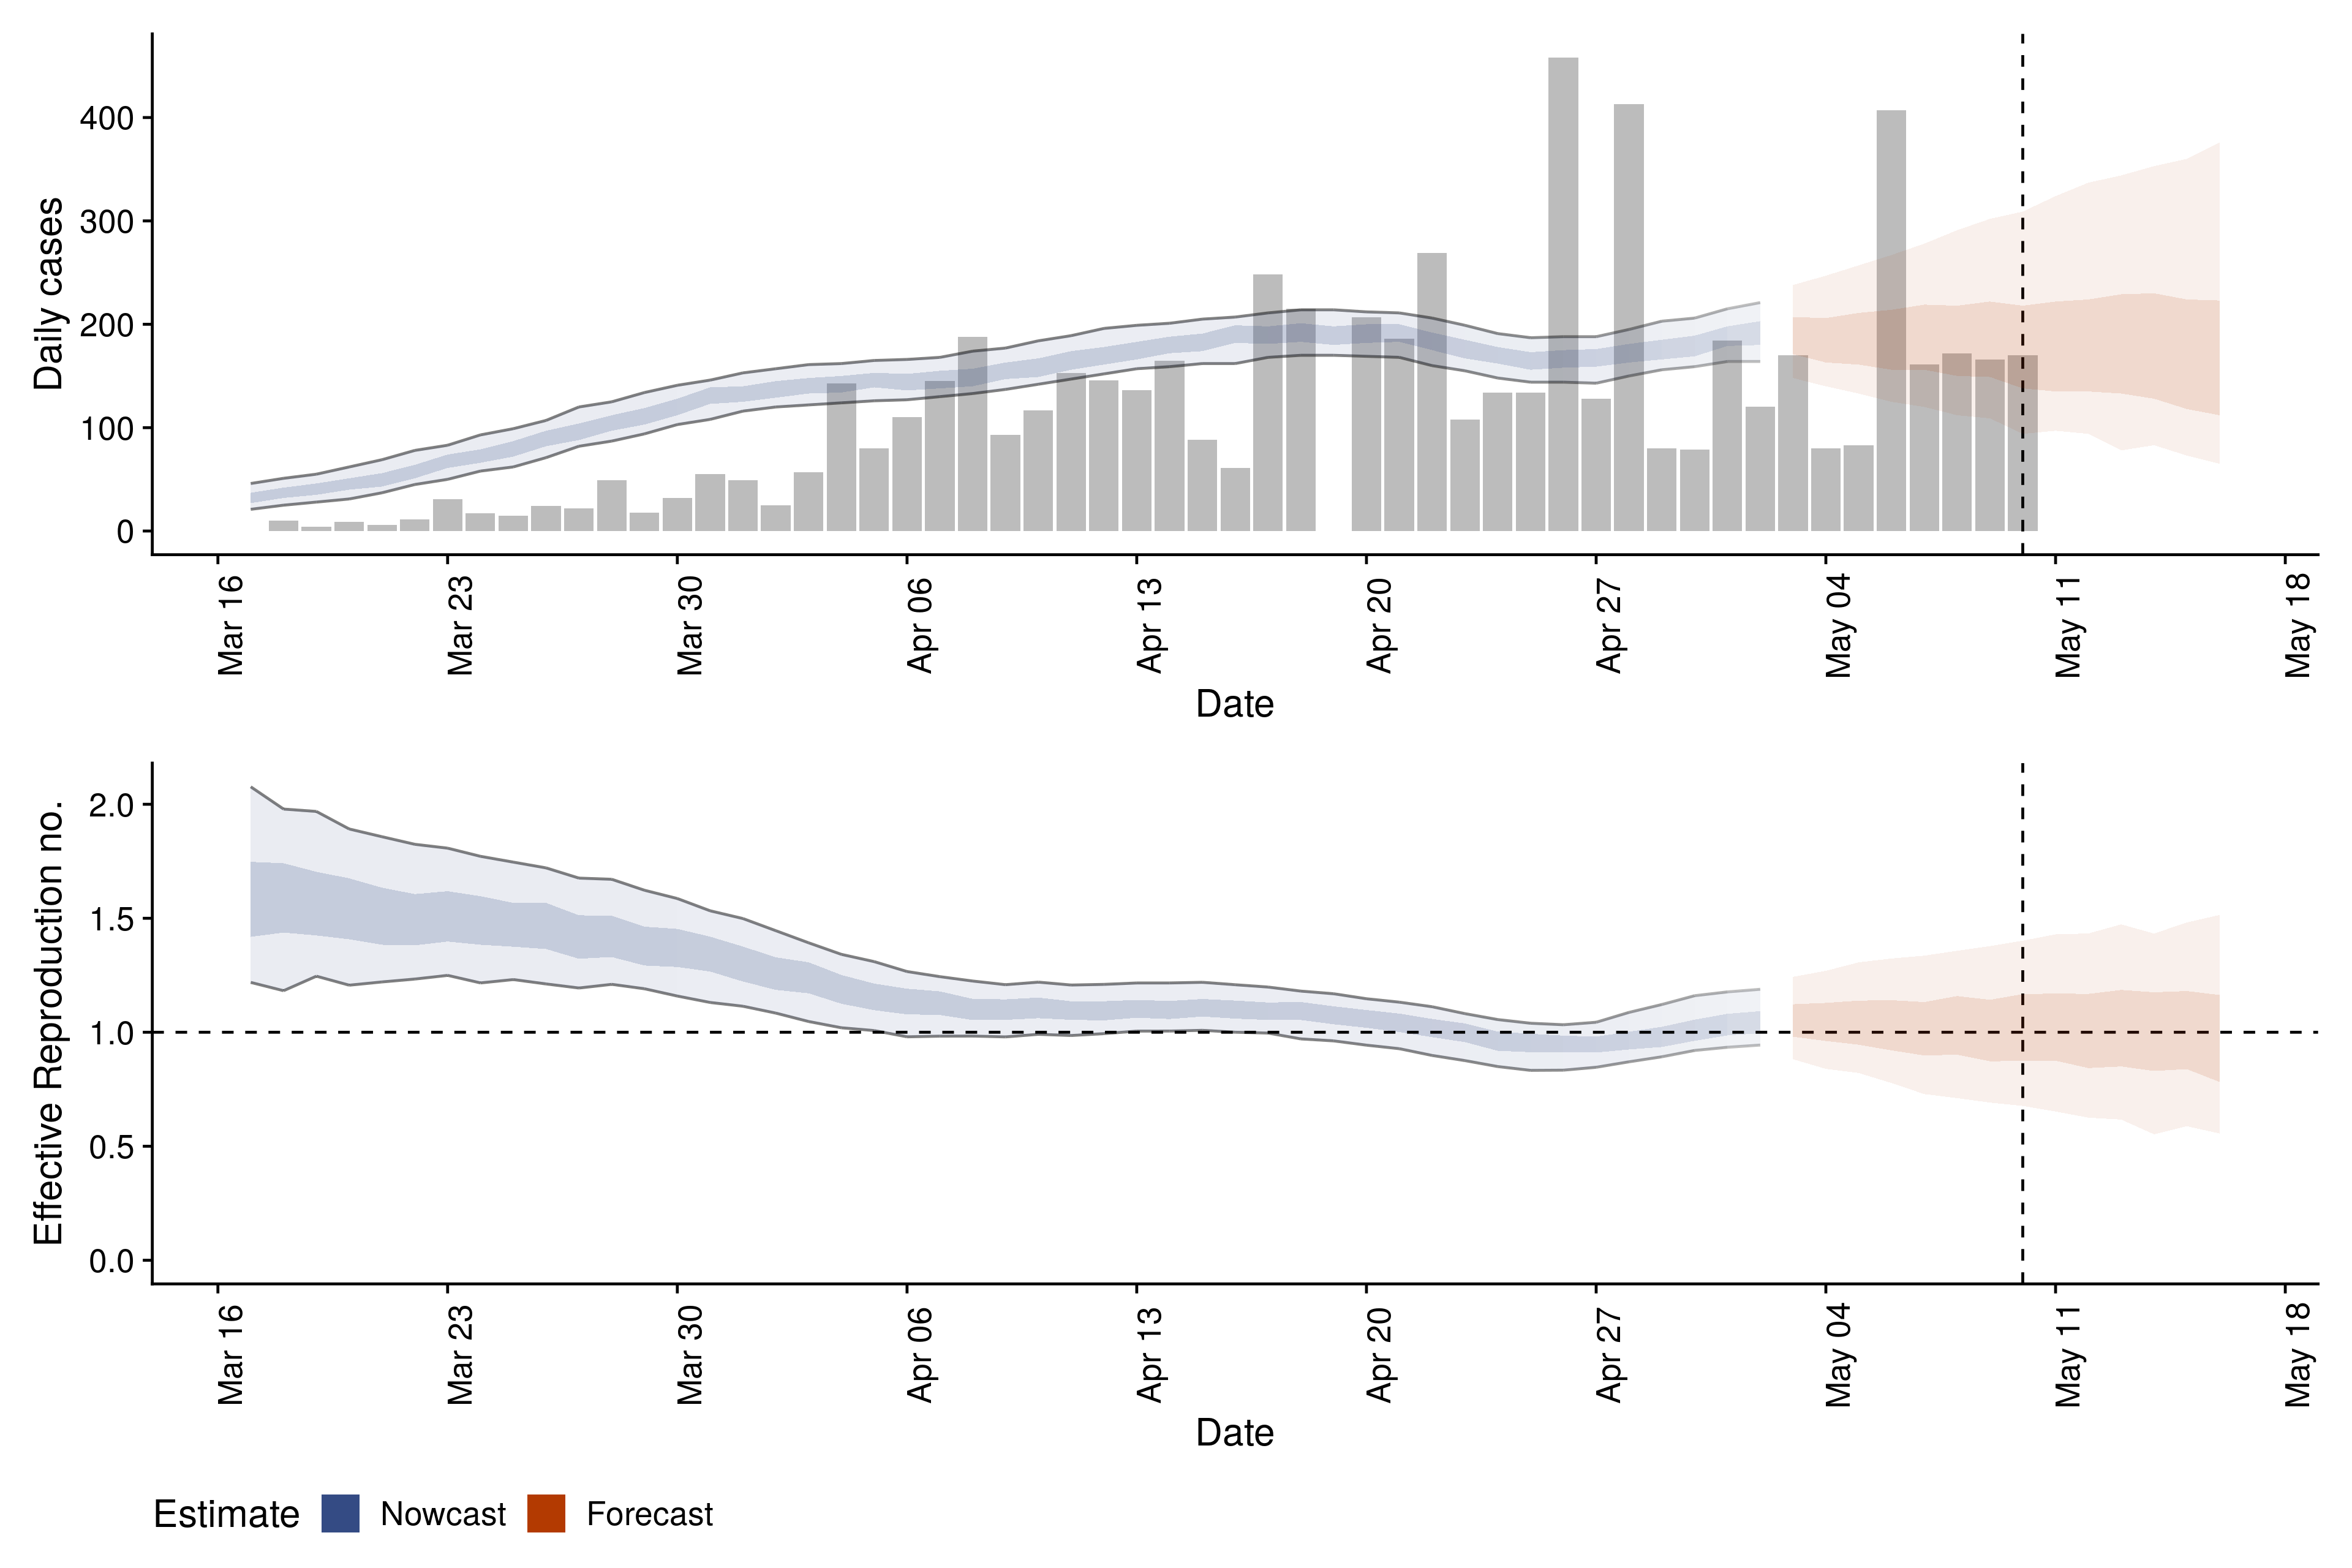 Daily cases
400
300
200
100
0
Mar 16
Mar 23
Mar 30
Apr 06
Apr 13
Apr 20
Apr 27
May 04
May 11
May 18
Date
Effective Reproduction no.
2.0
1.5
1.0
0.5
0.0
Mar 16
Mar 23
Mar 30
Apr 06
Apr 13
Apr 20
Apr 27
May 04
May 11
May 18
Date
Estimate Nowcast Forecast